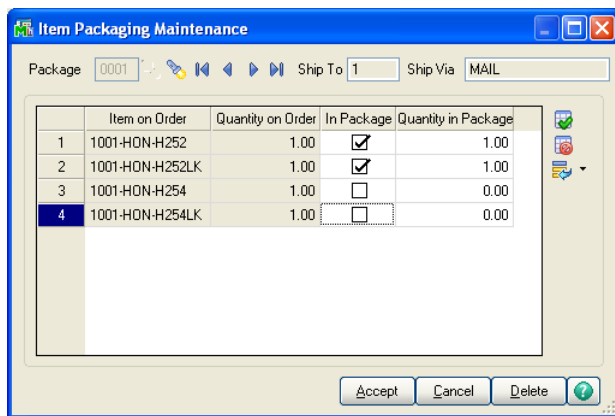 Item Packaging Maintenance
Package 0001 Ship To 1 Ship Via MAIL
Item on Order Quantity on Order In Package Quantity in Package
1 1001-HON-H252 1.00 1.00
2 1001-HON-H252LK 1.00 1.00
3 1001-HON-H254 1.00 0.00
4 1001-HON-H254LK 1.00 0.00
Accept Cancel Delete ?